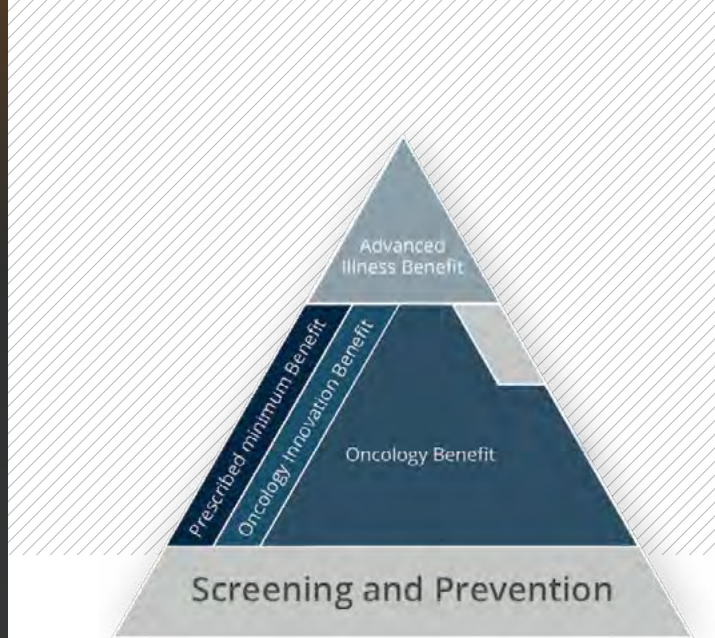 Advanced
Illness Benefit
Prescribed minimum Benefit
Oncology Innovation Benefit
Oncology Benefit
Screening and Prevention